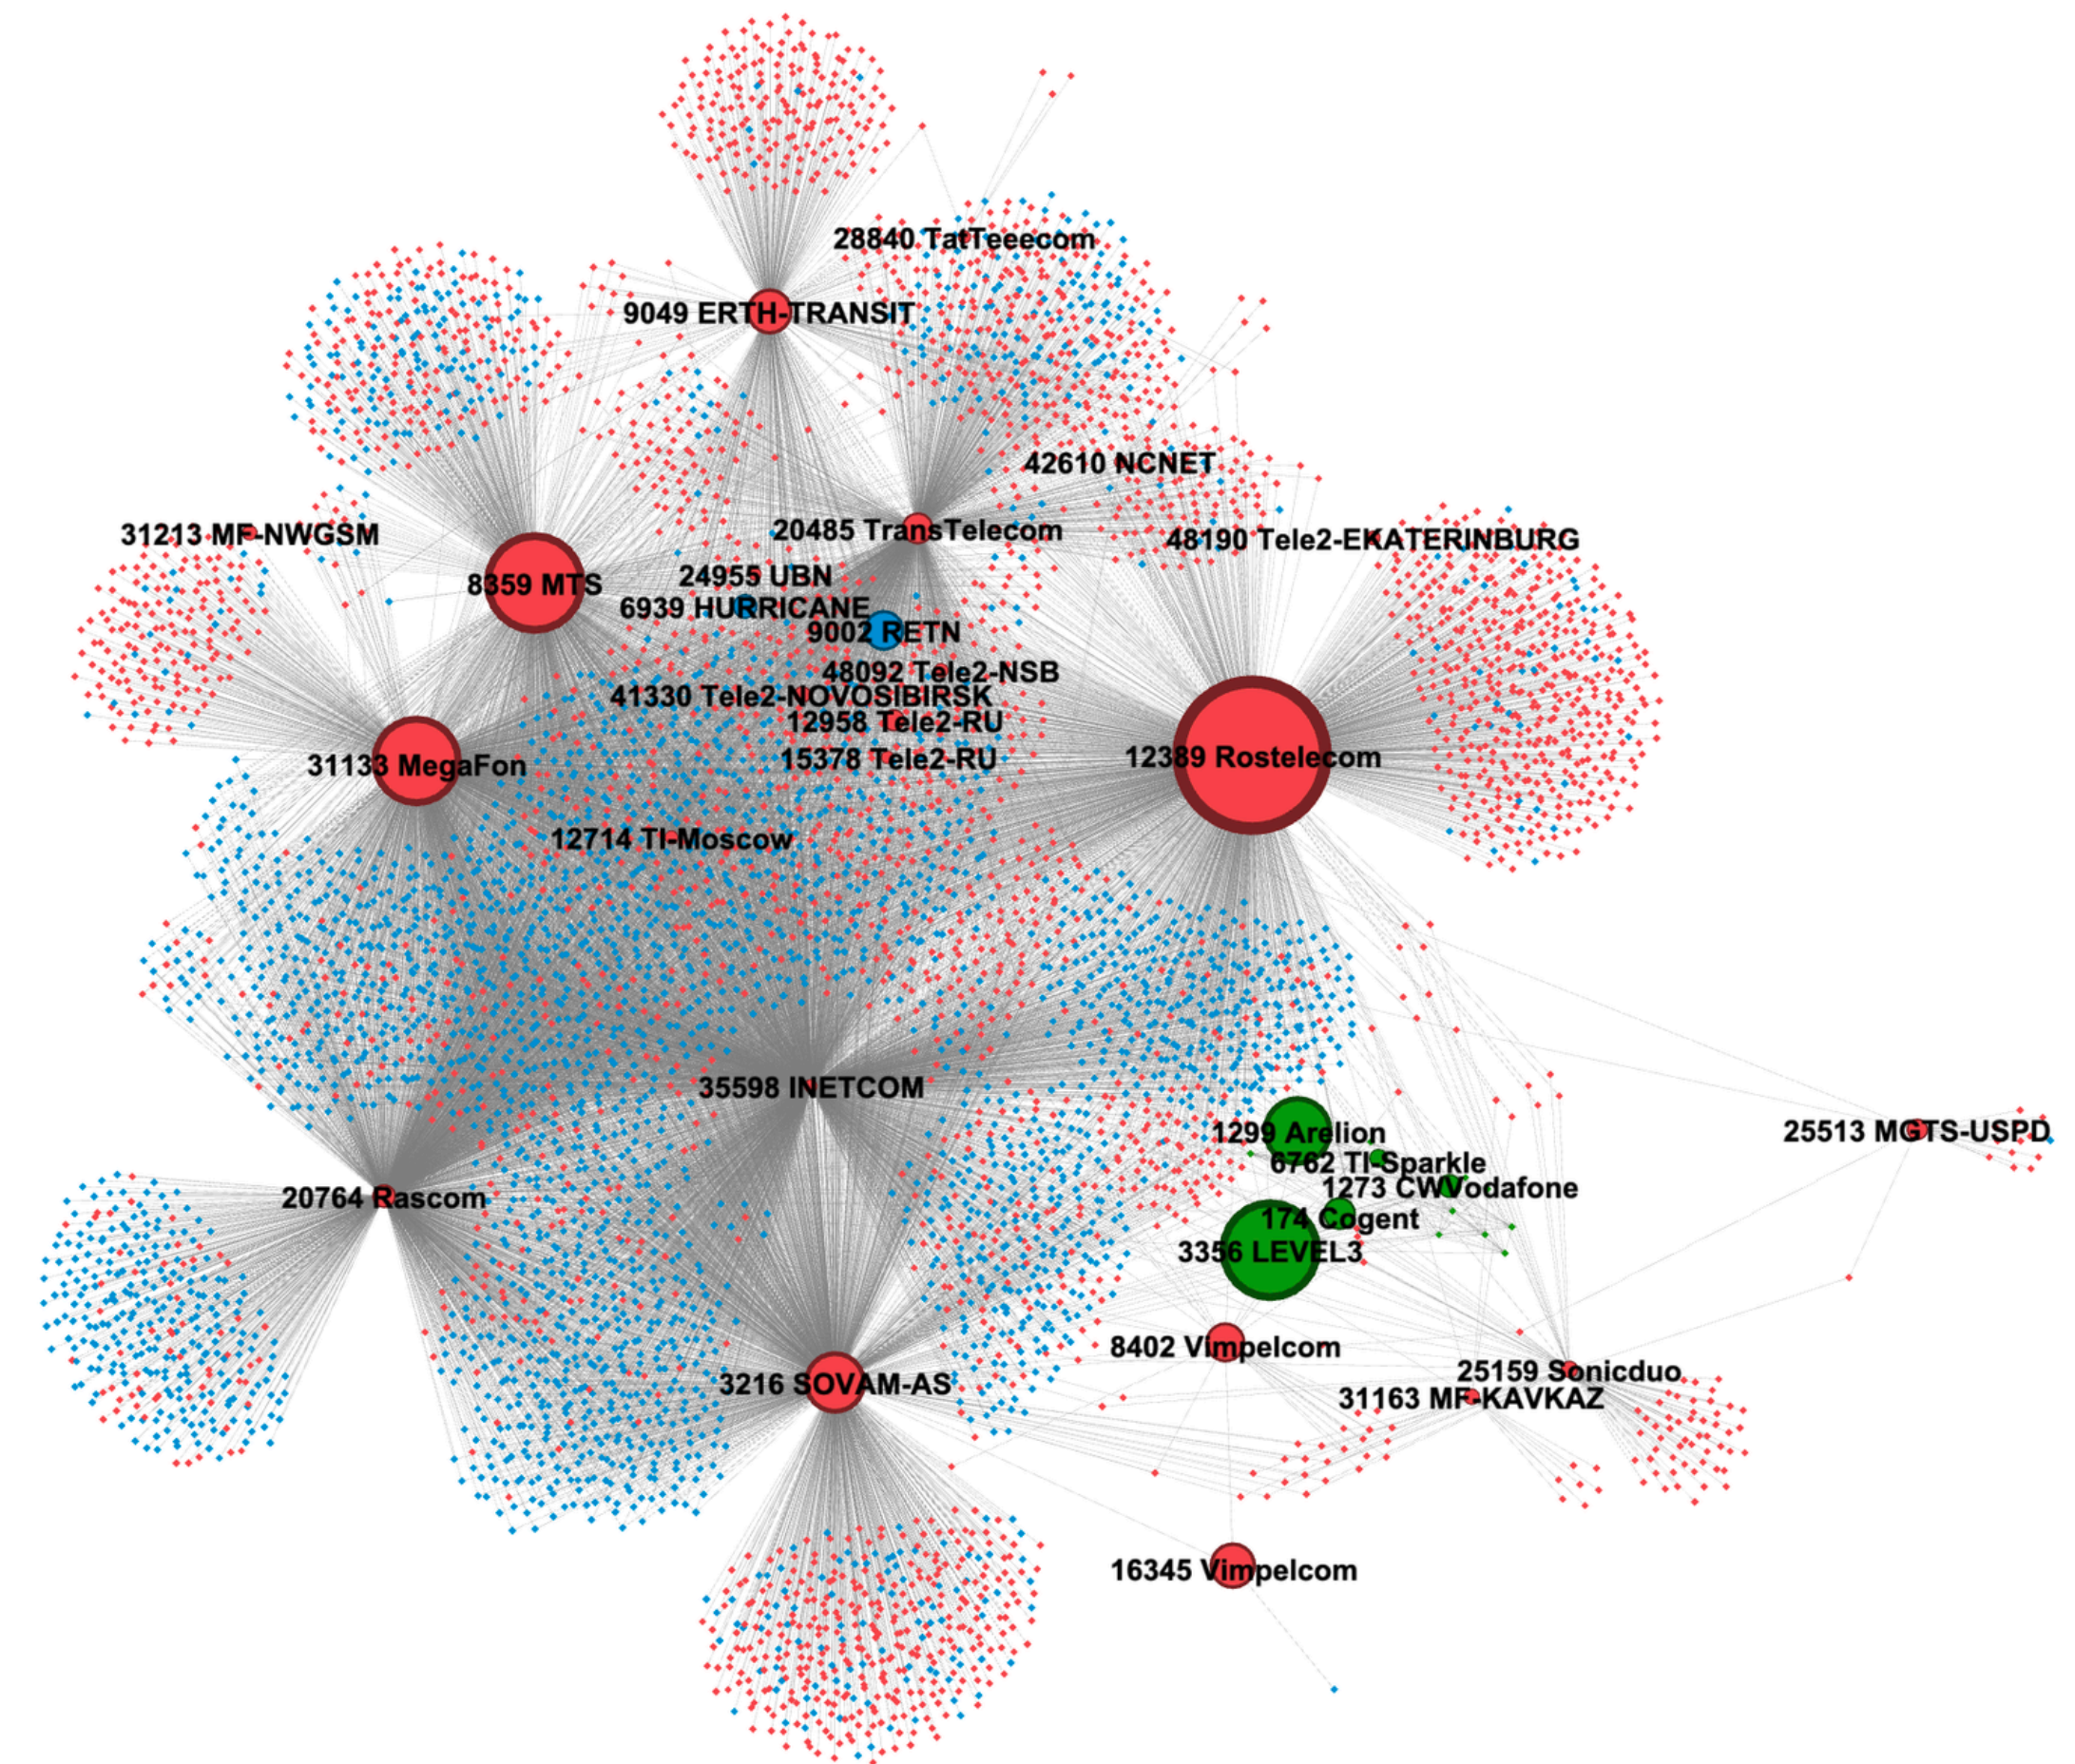 28840 TatTeeecom
9049 ERTH-TRANSIT
42610 NCNET
31213 MF-NWGSM
20485 TransTelecom
48190 Tele2-EKATERINBURG
8359 MTS
24955 UBN
6939 HURRICANE
9002 RETN
48092 Tele2-NSB
41330 Tele2-NOVOSIBIRSK
12958 Tele2-RU
15378 Tele2-RU
12389 Rostelecom
31133 MegaFon
12714 TI-Moscow
35598 INETCOM
1299 Arelion
25513 MGTS-USPD
6762 TI-Sparkle
1273 CWVodafone
20764 Rascom
174 Cogent
3356 LEVEL3
8402 Vimpelcom
25159 Sonicduo
3216 SOVAM-AS
31163 MF-KAVKAZ
16345 Vimpelcom